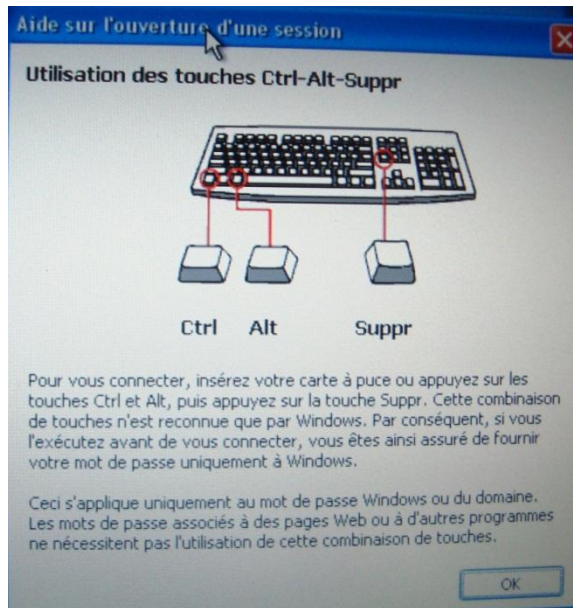 Aide sur l'ouverture d'une session
Utilisation des touches Ctrl-Alt-Suppr
Ctrl Alt Suppr
Pour vous connecter, insérez votre carte à puce ou appuyez sur les
touches Ctrl et Alt, puis appuyez sur la touche Suppr. Cette combinaison
de touches n'est reconnue que par Windows. Par conséquent, si vous
l'exécutez avant de vous connecter, vous êtes ainsi assuré de fournir
votre mot de passe uniquement à Windows.
Ceci s'applique uniquement au mot de passe Windows ou du domaine.
Les mots de passe associés à des pages Web ou à d'autres programmes
ne nécessitent pas l'utilisation de cette combinaison de touches.
OK